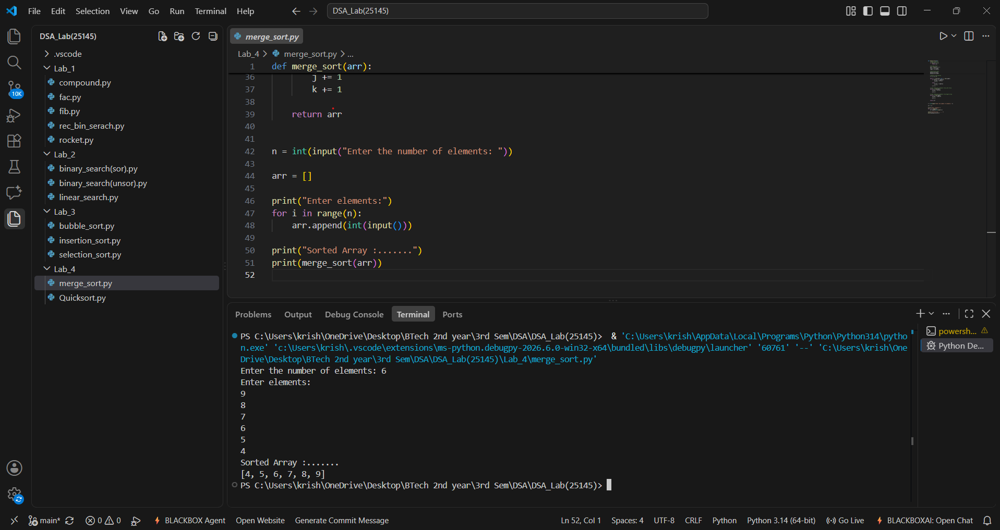 File Edit Selection View Go Run Terminal Help
DSA_Lab(25145)
DSA_Lab(25145)
.vscode
Lab_1
compound.py
fac.py
fib.py
rec_bin_serach.py
rocket.py
Lab_2
binary_search(sor).py
binary_search(unsor).py
linear_search.py
Lab_3
bubble_sort.py
insertion_sort.py
selection_sort.py
Lab_4
merge_sort.py
Quicksort.py
10K
merge_sort.py
Lab_4 > merge_sort.py > ...
1 def merge_sort(arr):
36 j += 1
37 k += 1
38
39 return arr
40
41
42 n = int(input("Enter the number of elements: "))
43
44 arr = []
45
46 print("Enter elements:")
47 for i in range(n):
48 arr.append(int(input()))
49
50 print("Sorted Array :.......")
51 print(merge_sort(arr))
52
Problems Output Debug Console Terminal Ports
PS C:\Users\krish\OneDrive\Desktop\BTech 2nd year\3rd Sem\DSA\DSA_Lab(25145)> & 'C:\Users\krish\AppData\Local\Programs\Python\Python314\pytho
n.exe' 'c:\Users\krish\.vscode\extensions\ms-python.debugpy-2026.6.0-win32-x64\bundled\libs\debugpy\launcher' '60761' '--' 'C:\Users\krish\One
Drive\Desktop\BTech 2nd year\3rd Sem\DSA\DSA_Lab(25145)\Lab_4\merge_sort.py'
Enter the number of elements: 6
Enter elements:
9
8
7
6
5
4
Sorted Array :.......
[4, 5, 6, 7, 8, 9]
PS C:\Users\krish\OneDrive\Desktop\BTech 2nd year\3rd Sem\DSA\DSA_Lab(25145)>
powersh...
Python De...
main* 0 0 BLACKBOX Agent Open Website Generate Commit Message Ln 52, Col 1 Spaces: 4 UTF-8 CRLF Python Python 3.14 (64-bit) Go Live BLACKBOXAI: Open Chat